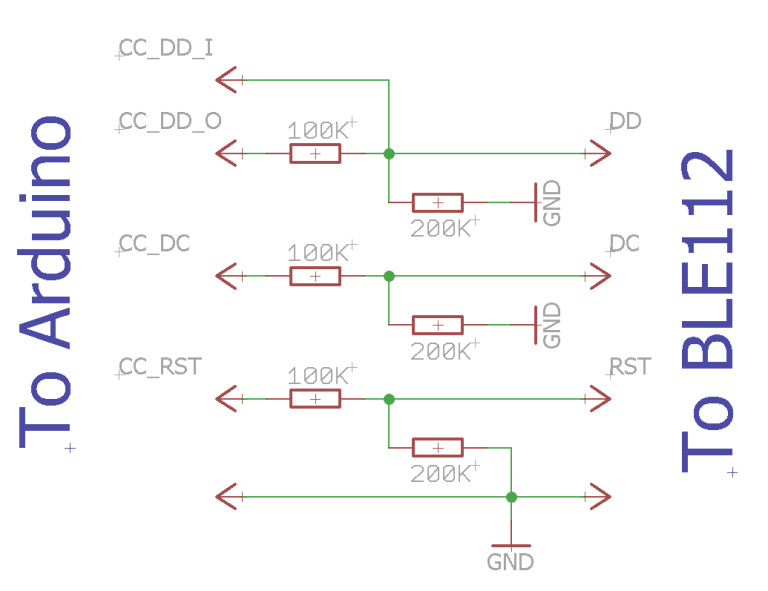 To Arduino
CC_DD_I
CC_DD_O
100K
DD
200K
GND
CC_DC
100K
DC
200K
GND
CC_RST
100K
RST
200K
GND
To BLE112